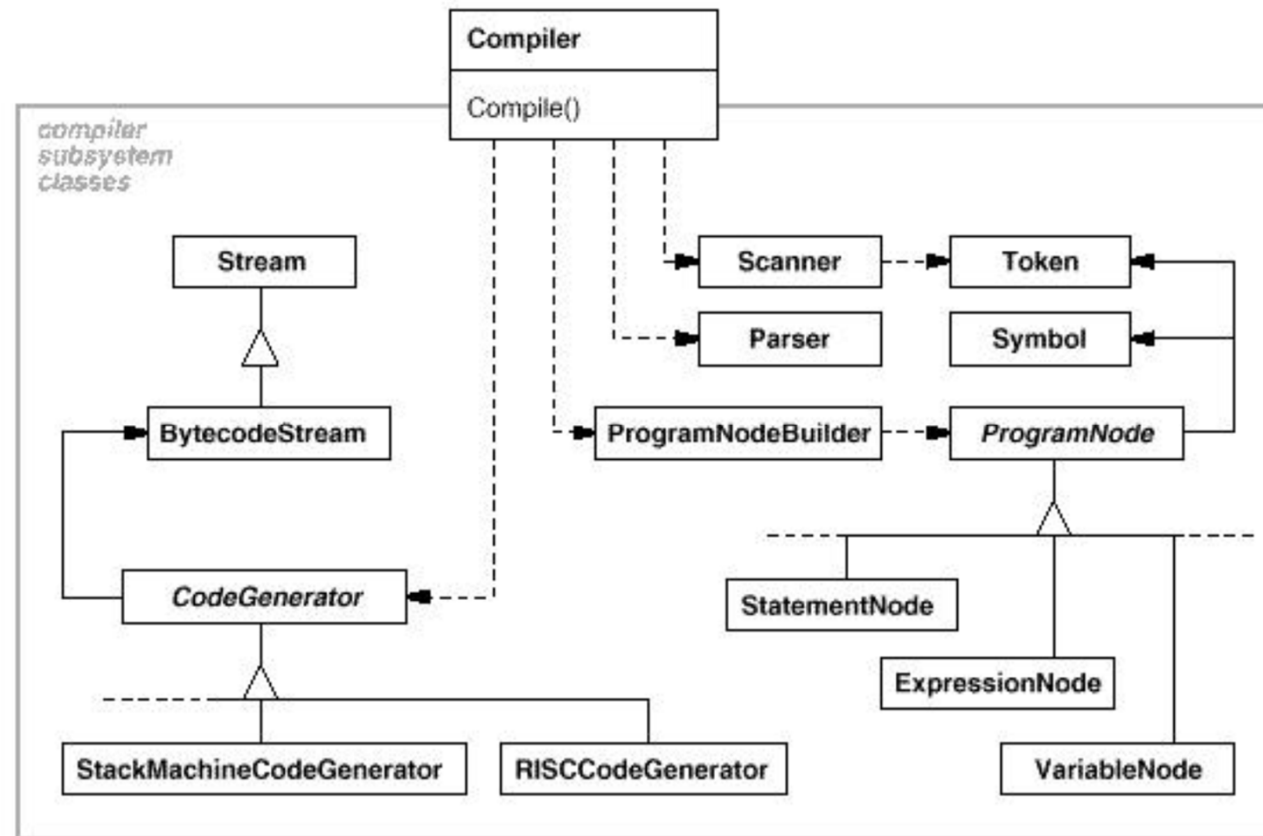 Compiler
Compile()
compiler
subsystem
classes
Stream
Scanner
Token
Parser
Symbol
BytecodeStream
ProgramNodeBuilder
ProgramNode
CodeGenerator
StatementNode
ExpressionNode
StackMachineCodeGenerator
RISCCodeGenerator
VariableNode